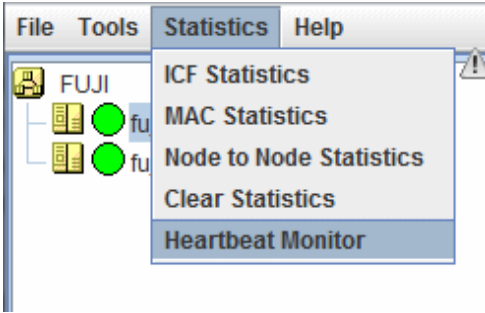 File Tools Statistics Help
FUJI
ICF Statistics
MAC Statistics
Node to Node Statistics
Clear Statistics
Heartbeat Monitor